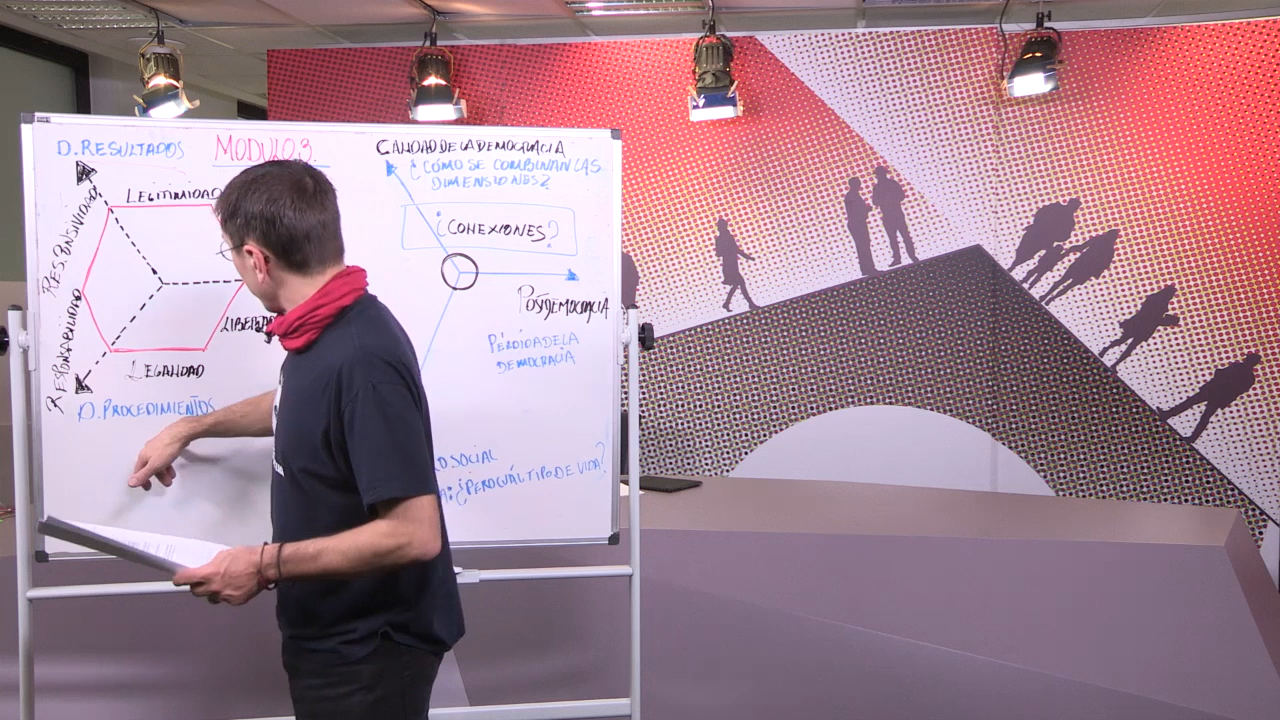 D. RESULTADOS
MODULO 3.
LEGITIMIDAD
RESPONSIVIDAD
RESPONSABILIDAD
LIBERTAD
LEGALIDAD
D. PROCEDIMIENTOS
CALIDAD DE LA DEMOCRACIA
¿CÓMO SE COMBINAN LAS
DIMENSIONES?
¿CONEXIONES?
POSTDEMOCRACIA
PÉRDIDA DE LA
DEMOCRACIA
O SOCIAL
A: ¿PERO CUÁL TIPO DE VIDA?